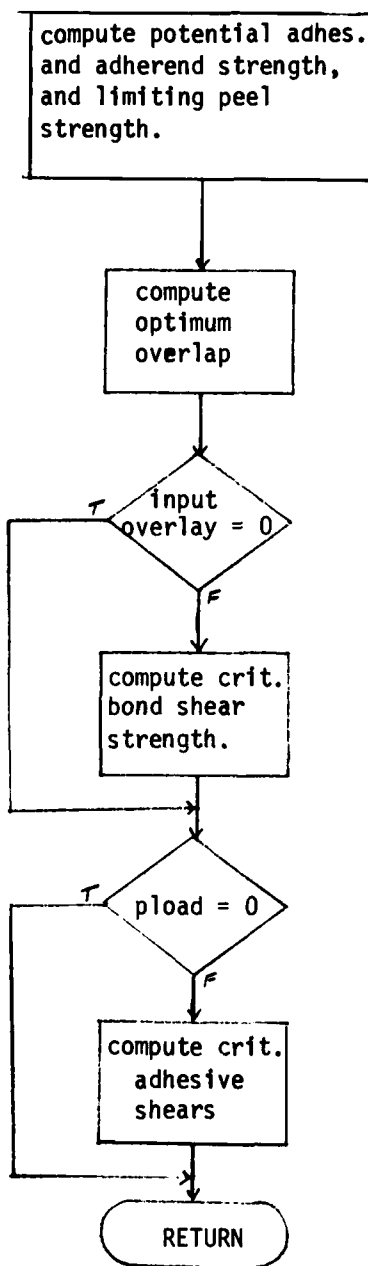 compute potential adhes.
and adherend strength,
and limiting peel
strength.
compute
optimum
overlap
input
overlay = 0
T
F
compute crit.
bond shear
strength.
pload = 0
T
F
compute crit.
adhesive
shears
RETURN